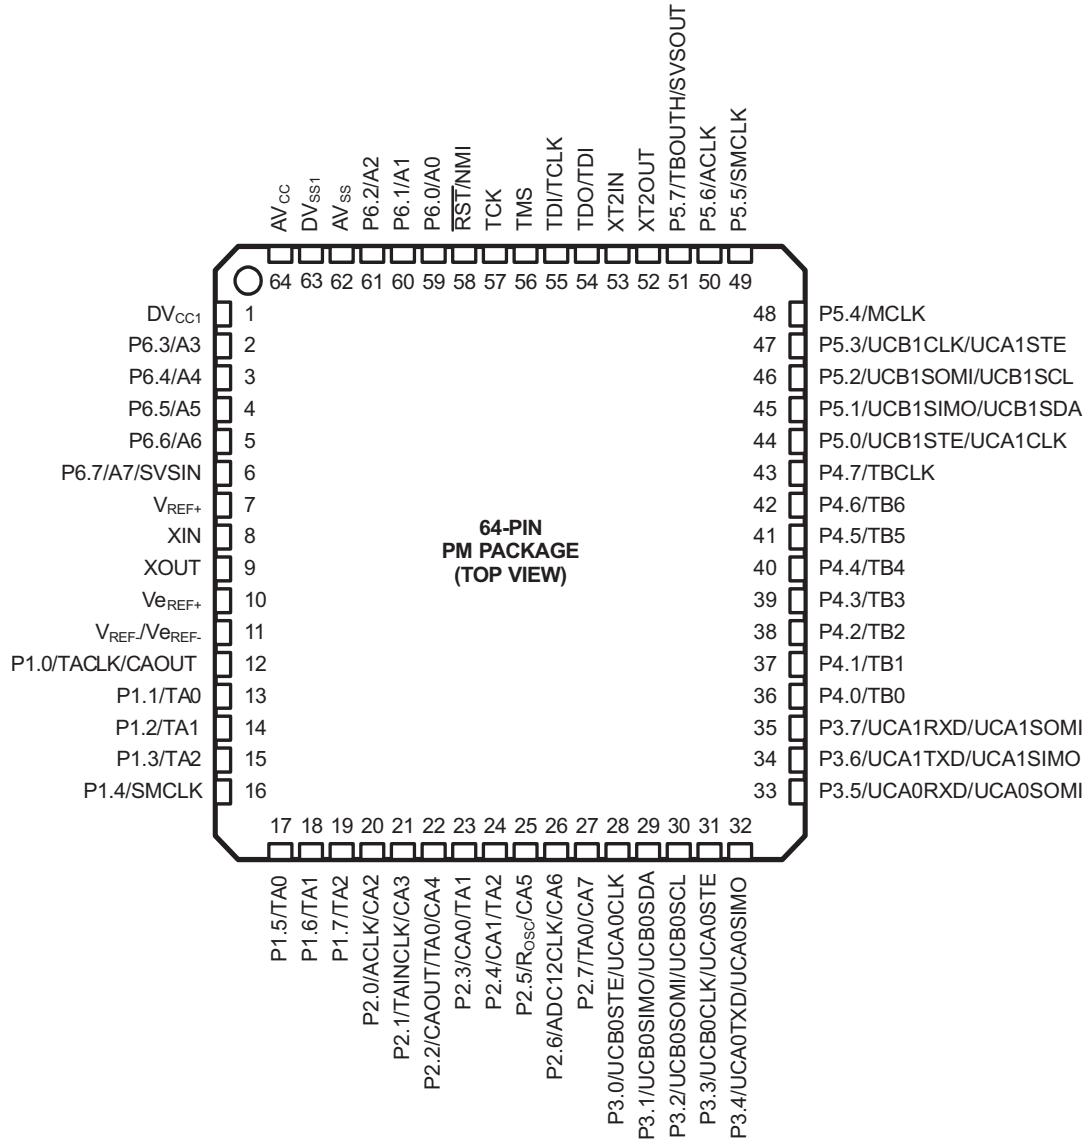 AVCC
DVSS1
AVSS
P6.2/A2
P6.1/A1
P6.0/A0
RST/NMI
TCK
TMS
TDI/TCLK
TDO/TDI
XT2IN
XT2OUT
P5.7/TBOUTH/SVSOUT
P5.6/ACLK
P5.5/SMCLK
64 63 62 61 60 59 58 57 56 55 54 53 52 51 50 49
DVCC1 1
P6.3/A3 2
P6.4/A4 3
P6.5/A5 4
P6.6/A6 5
P6.7/A7/SVSIN 6
VREF+ 7
XIN 8
XOUT 9
VeREF+ 10
VREF-/VeREF- 11
P1.0/TACLK/CAOUT 12
P1.1/TA0 13
P1.2/TA1 14
P1.3/TA2 15
P1.4/SMCLK 16
64-PIN
PM PACKAGE
(TOP VIEW)
48 P5.4/MCLK
47 P5.3/UCB1CLK/UCA1STE
46 P5.2/UCB1SOMI/UCB1SCL
45 P5.1/UCB1SIMO/UCB1SDA
44 P5.0/UCB1STE/UCA1CLK
43 P4.7/TBCLK
42 P4.6/TB6
41 P4.5/TB5
40 P4.4/TB4
39 P4.3/TB3
38 P4.2/TB2
37 P4.1/TB1
36 P4.0/TB0
35 P3.7/UCA1RXD/UCA1SOMI
34 P3.6/UCA1TXD/UCA1SIMO
33 P3.5/UCA0RXD/UCA0SOMI
17 18 19 20 21 22 23 24 25 26 27 28 29 30 31 32
P1.5/TA0
P1.6/TA1
P1.7/TA2
P2.0/ACLK/CA2
P2.1/TAINCLK/CA3
P2.2/CAOUT/TA0/CA4
P2.3/CA0/TA1
P2.4/CA1/TA2
P2.5/ROSC/CA5
P2.6/ADC12CLK/CA6
P2.7/TA0/CA7
P3.0/UCB0STE/UCA0CLK
P3.1/UCB0SIMO/UCB0SDA
P3.2/UCB0SOMI/UCB0SCL
P3.3/UCB0CLK/UCA0STE
P3.4/UCA0TXD/UCA0SIMO